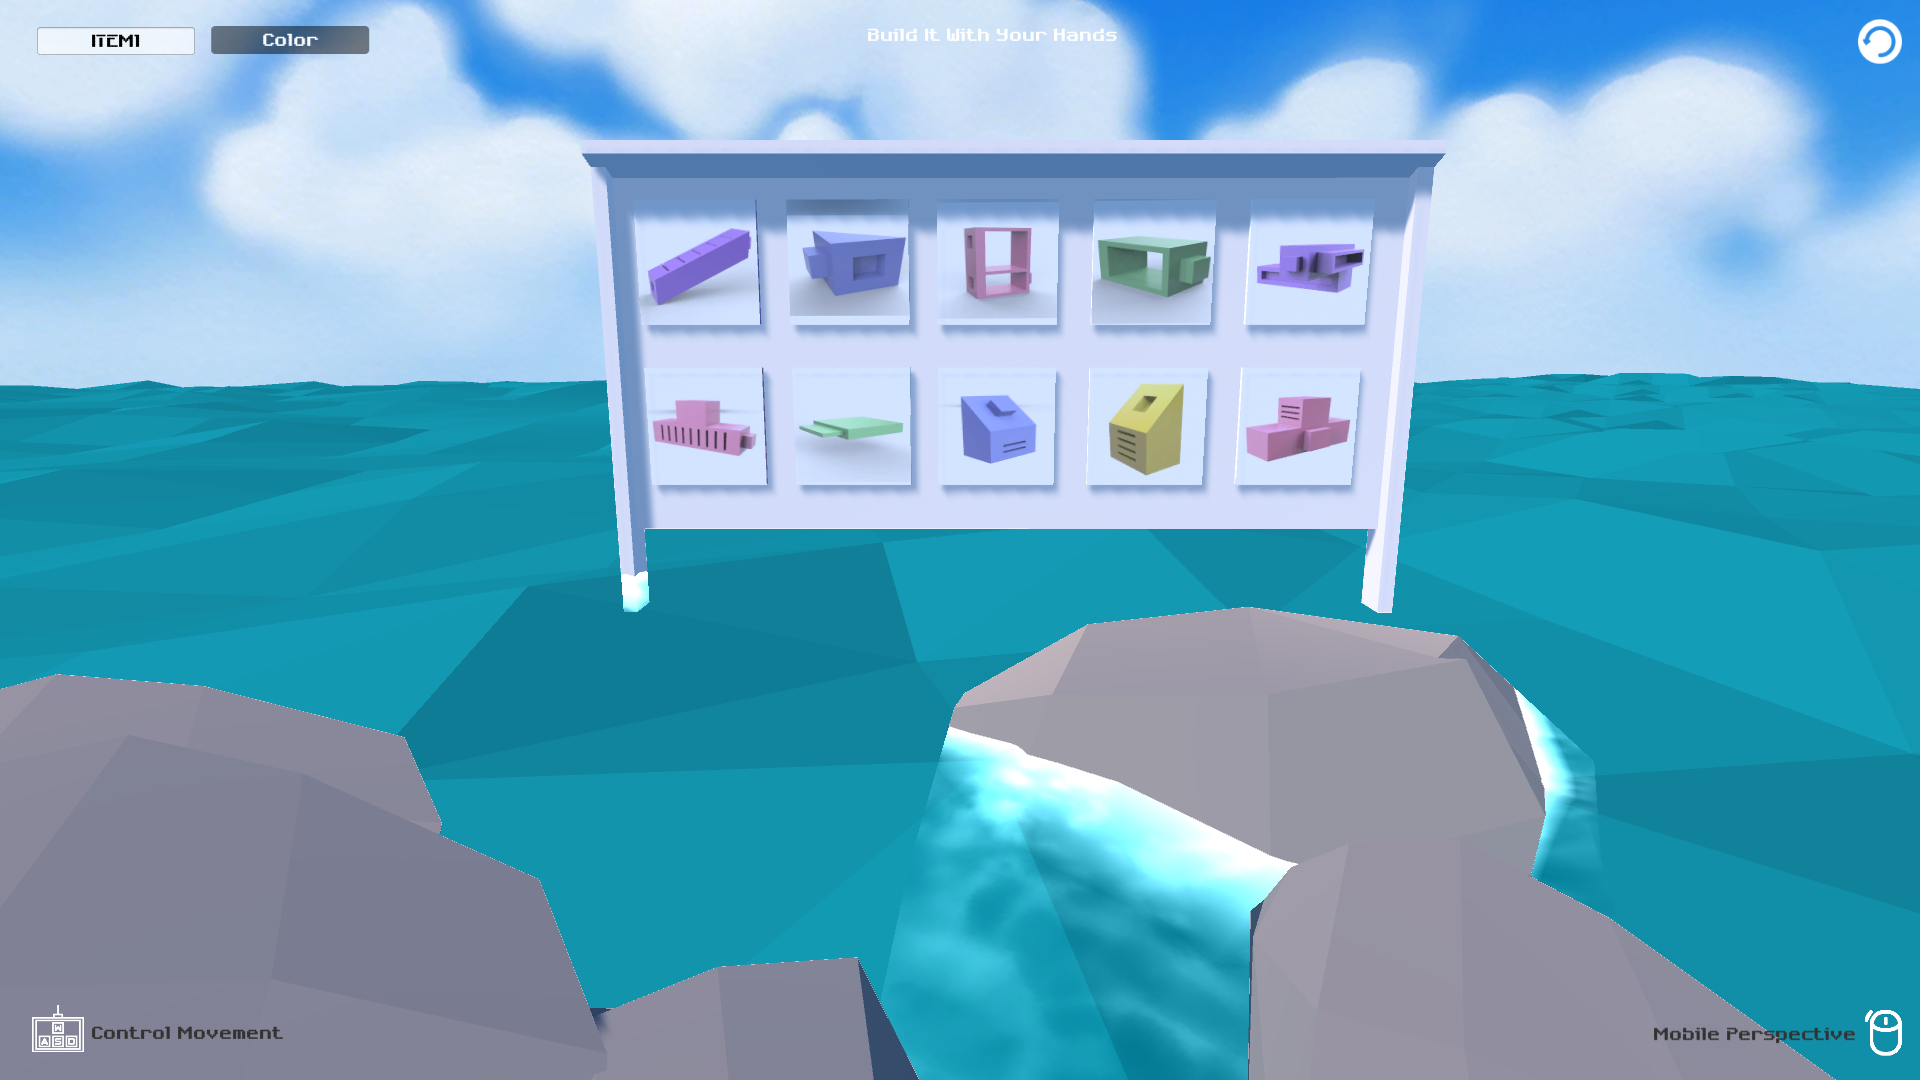 ITEM1
Color
Build It With Your Hands
W
A S D
Control Movement
Mobile Perspective